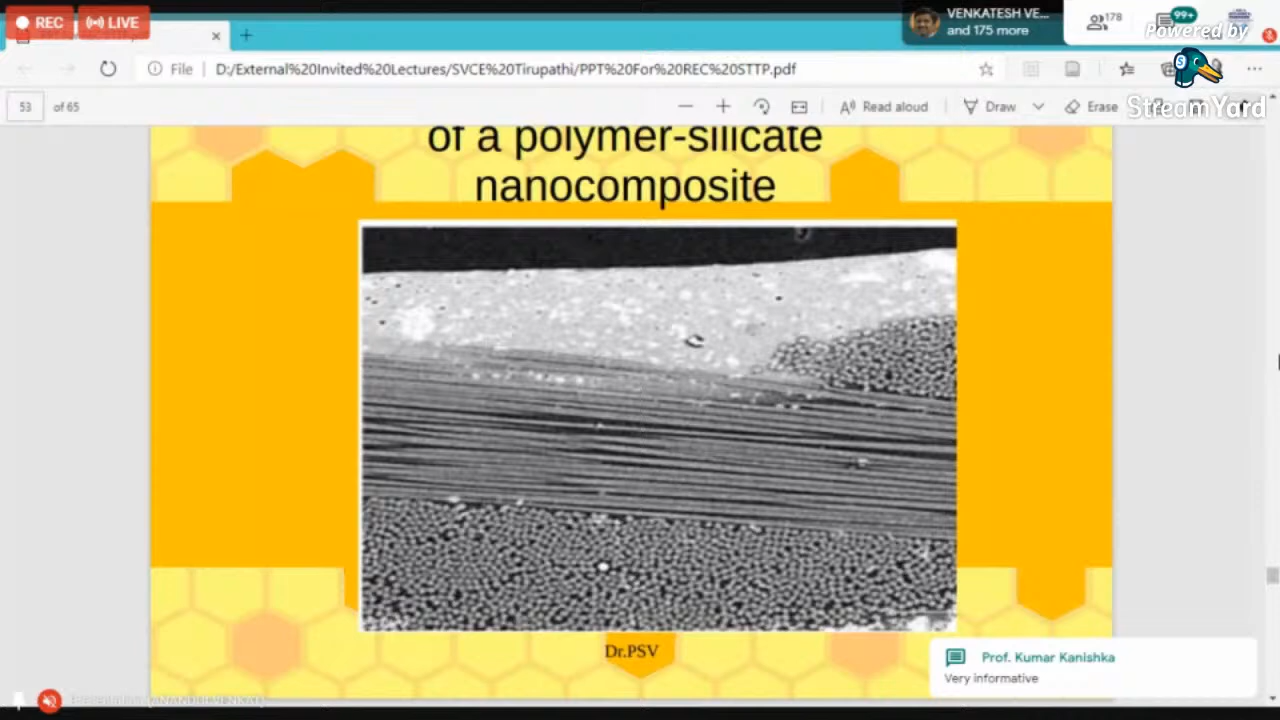 REC
LIVE
VENKATESH VE...
and 175 more
178
99+
Powered by
StreamYard
File
D:/External%20Invited%20Lectures/SVCE%20Tirupathi/PPT%20For%20REC%20STTP.pdf
53 of 65
Read aloud
Draw
Erase
of a polymer-silicate
nanocomposite
Dr.PSV
Prof. Kumar Kanishka
Very informative